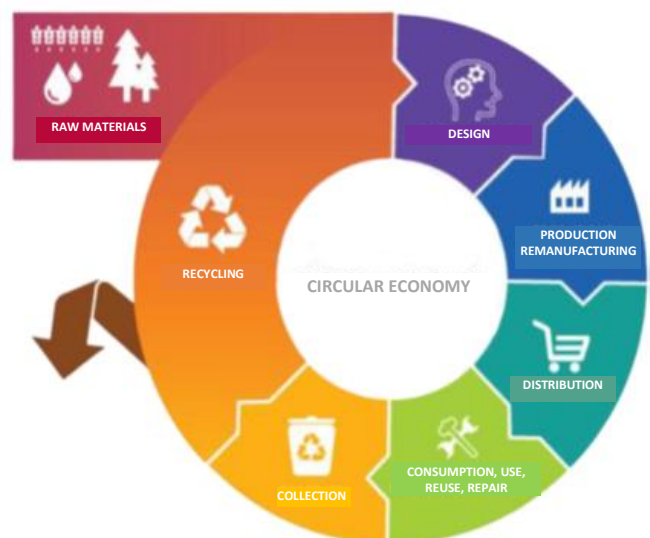 RAW MATERIALS
DESIGN
PRODUCTION
REMANUFACTURING
RECYCLING
CIRCULAR ECONOMY
DISTRIBUTION
CONSUMPTION, USE,
REUSE, REPAIR
COLLECTION